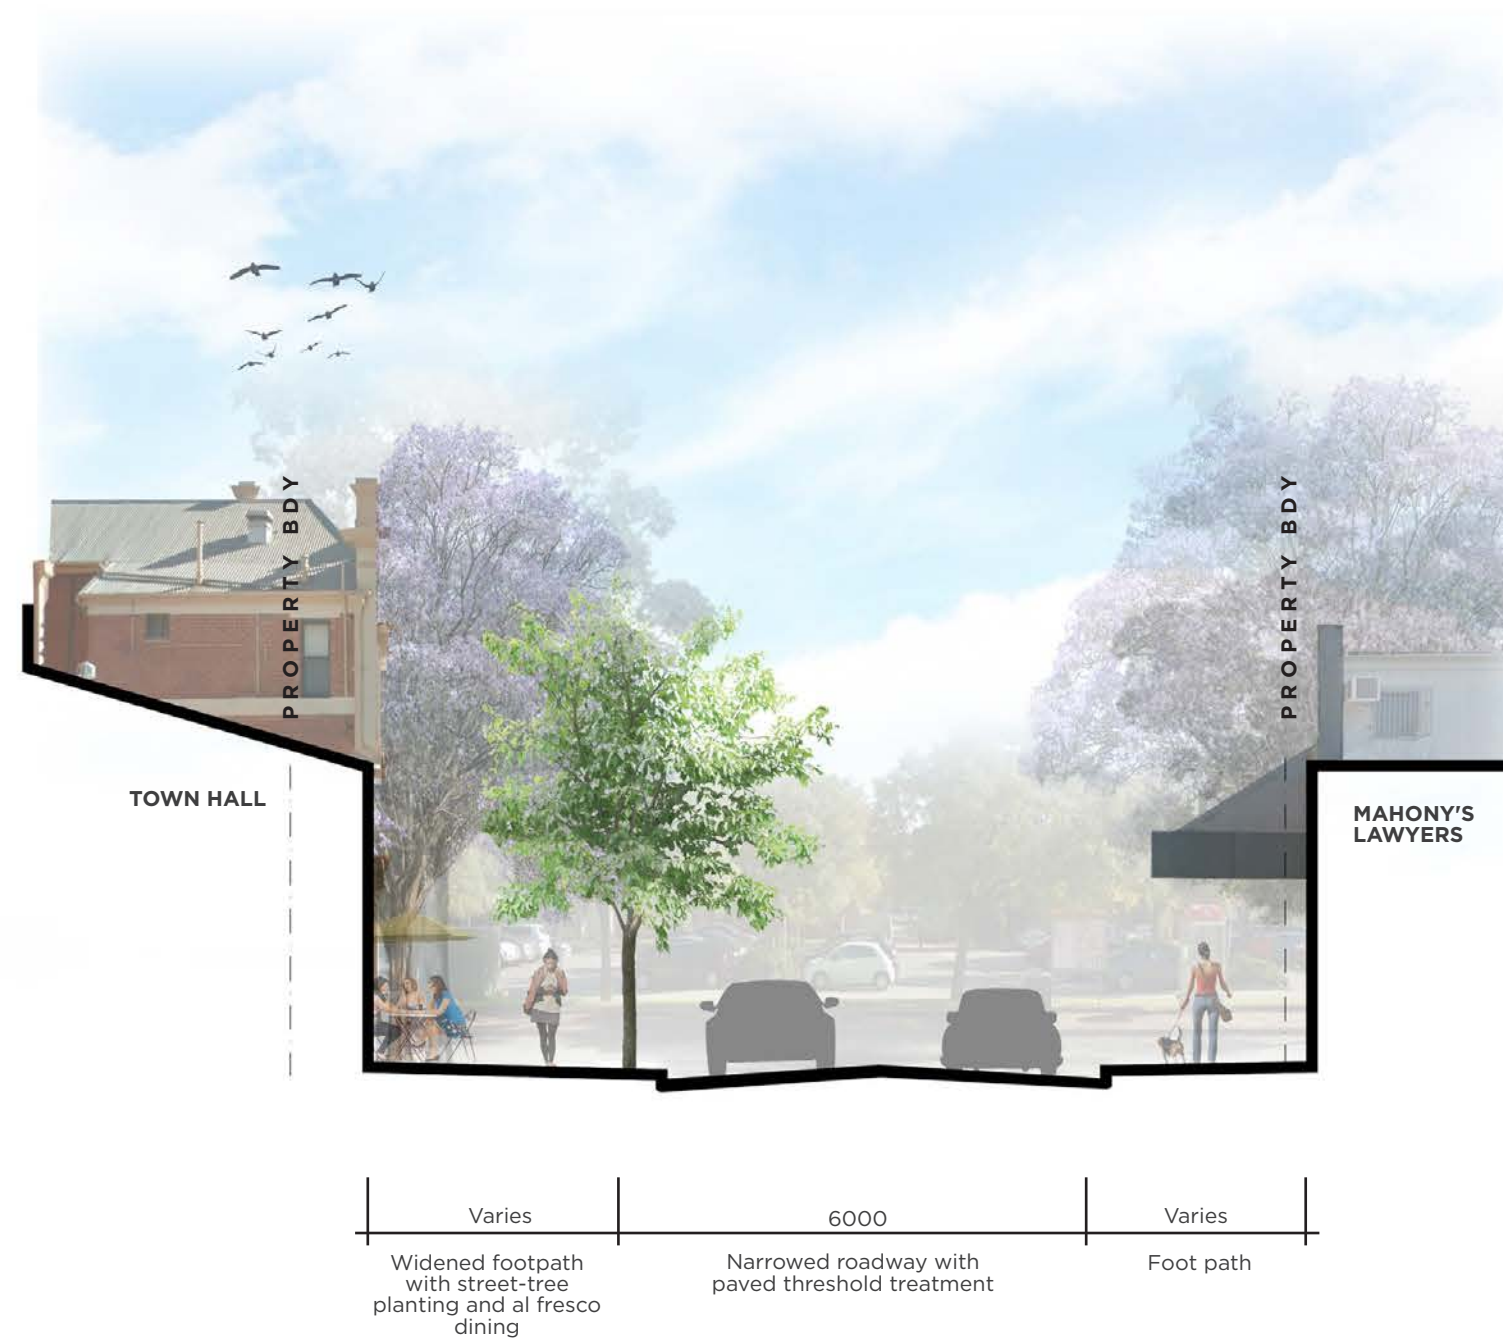 PROPERTY BDY
PROPERTY BDY
TOWN HALL
MAHONY'S
LAWYERS
Varies
6000
Varies
Widened footpath
with street-tree
planting and al fresco
dining
Narrowed roadway with
paved threshold treatment
Foot path